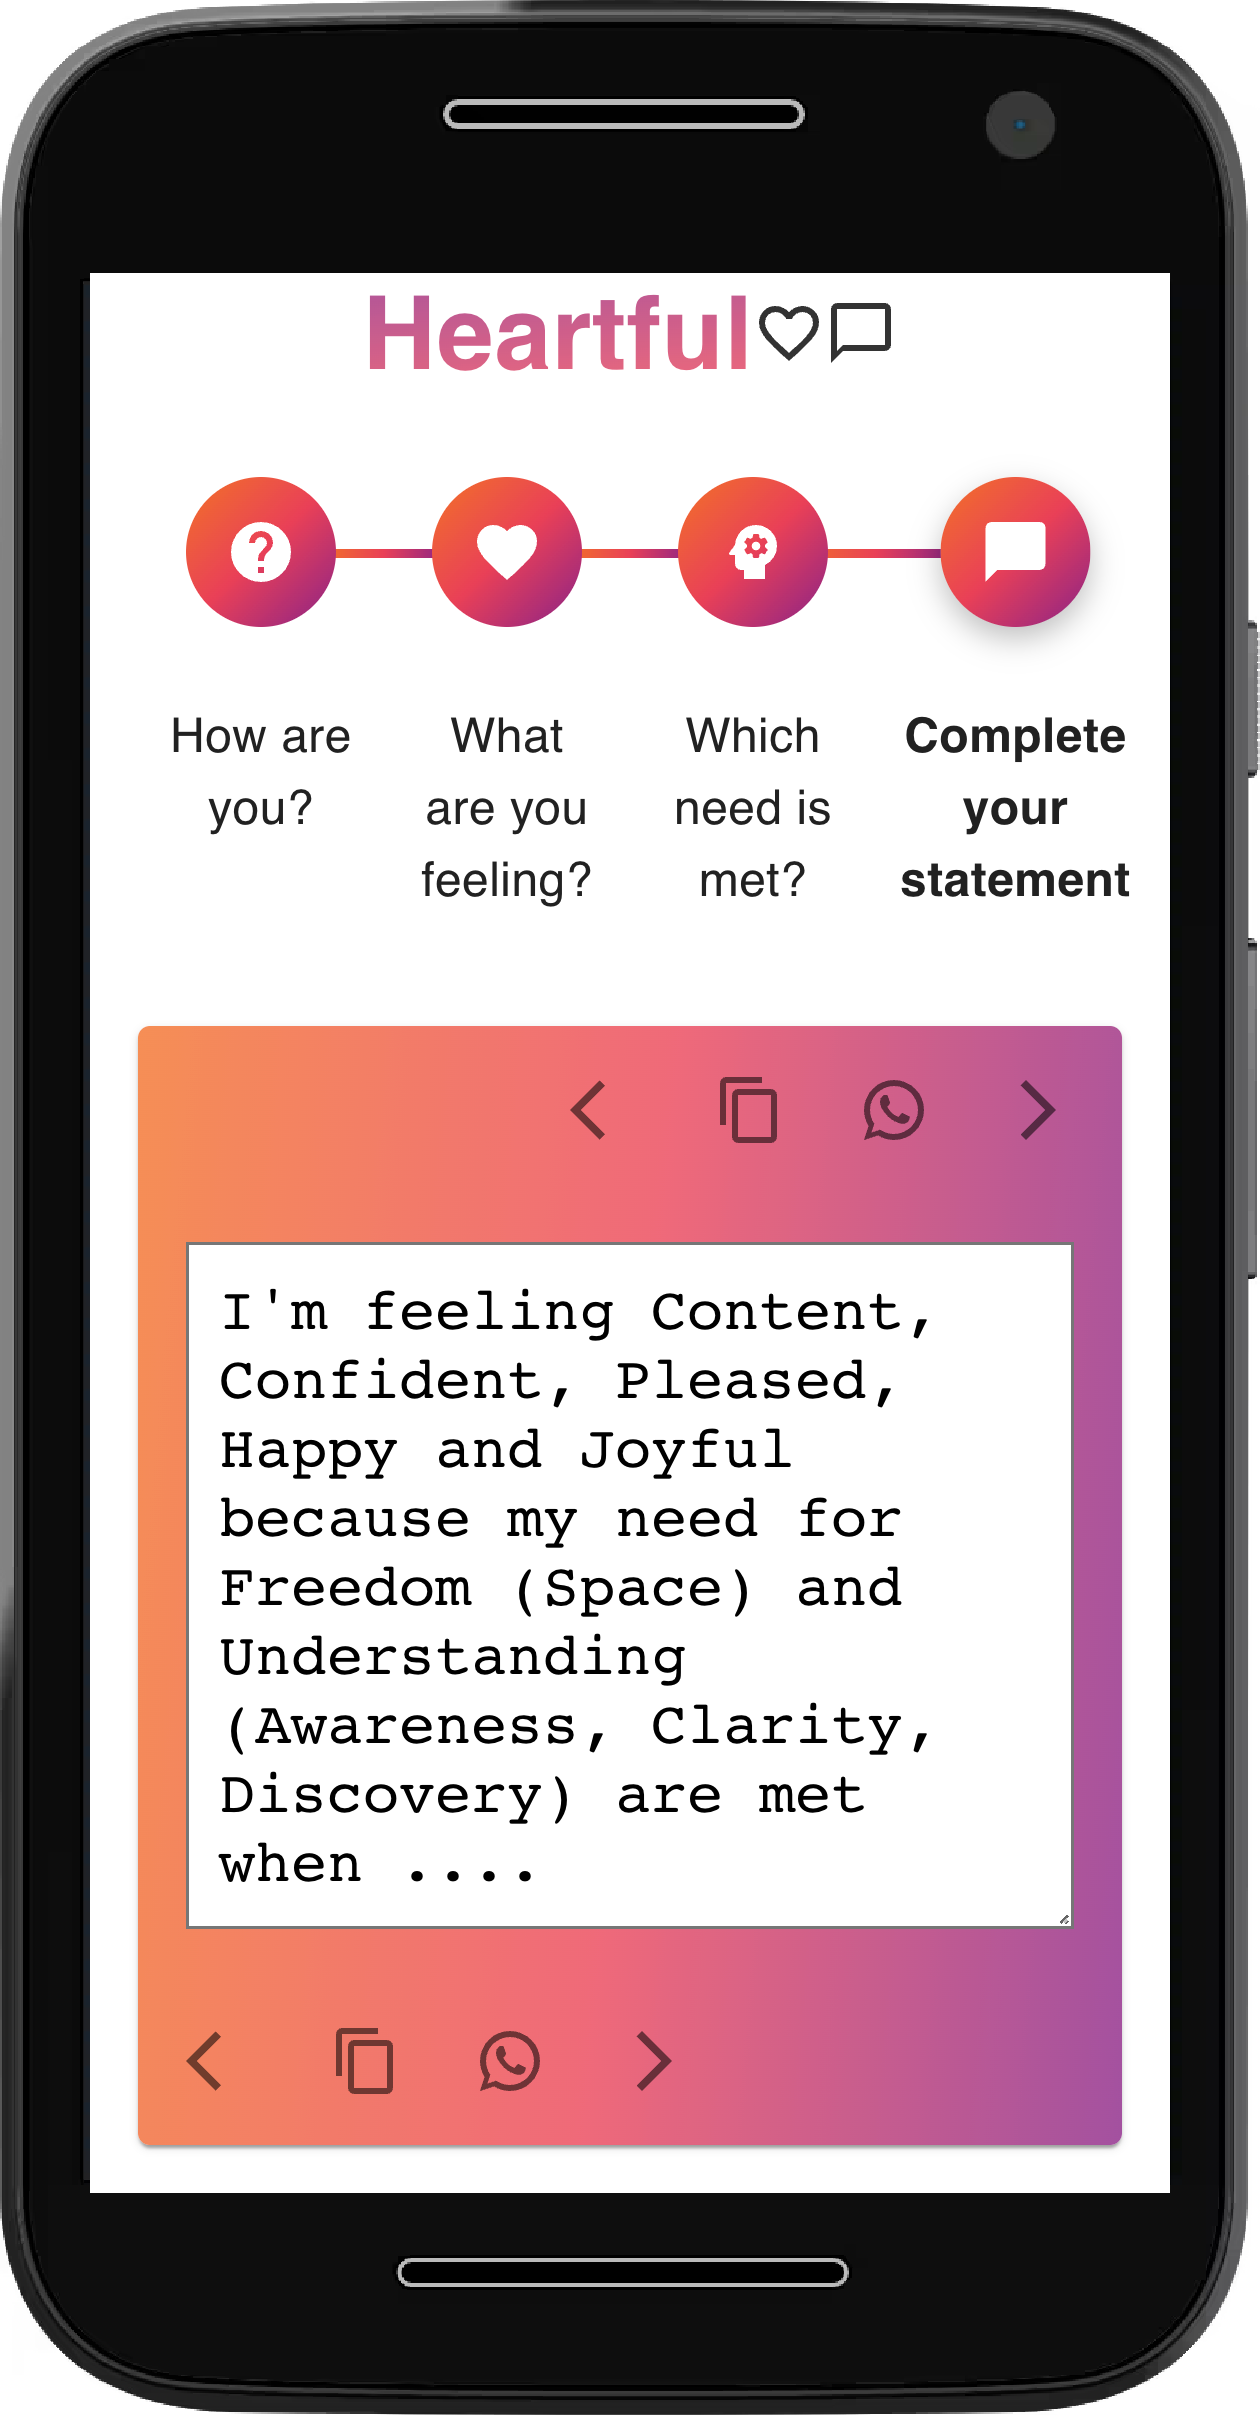 Heartful
How are
you?
What
are you
feeling?
Which
need is
met?
Complete
your
statement
I'm feeling Content,
Confident, Pleased,
Happy and Joyful
because my need for
Freedom (Space) and
Understanding
(Awareness, Clarity,
Discovery) are met
when ....